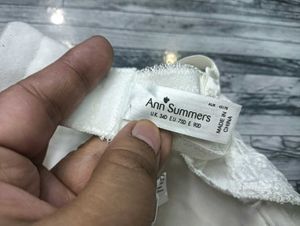 Ann Summers
UK 34D EU 75D E 90D
MADE IN
CHINA